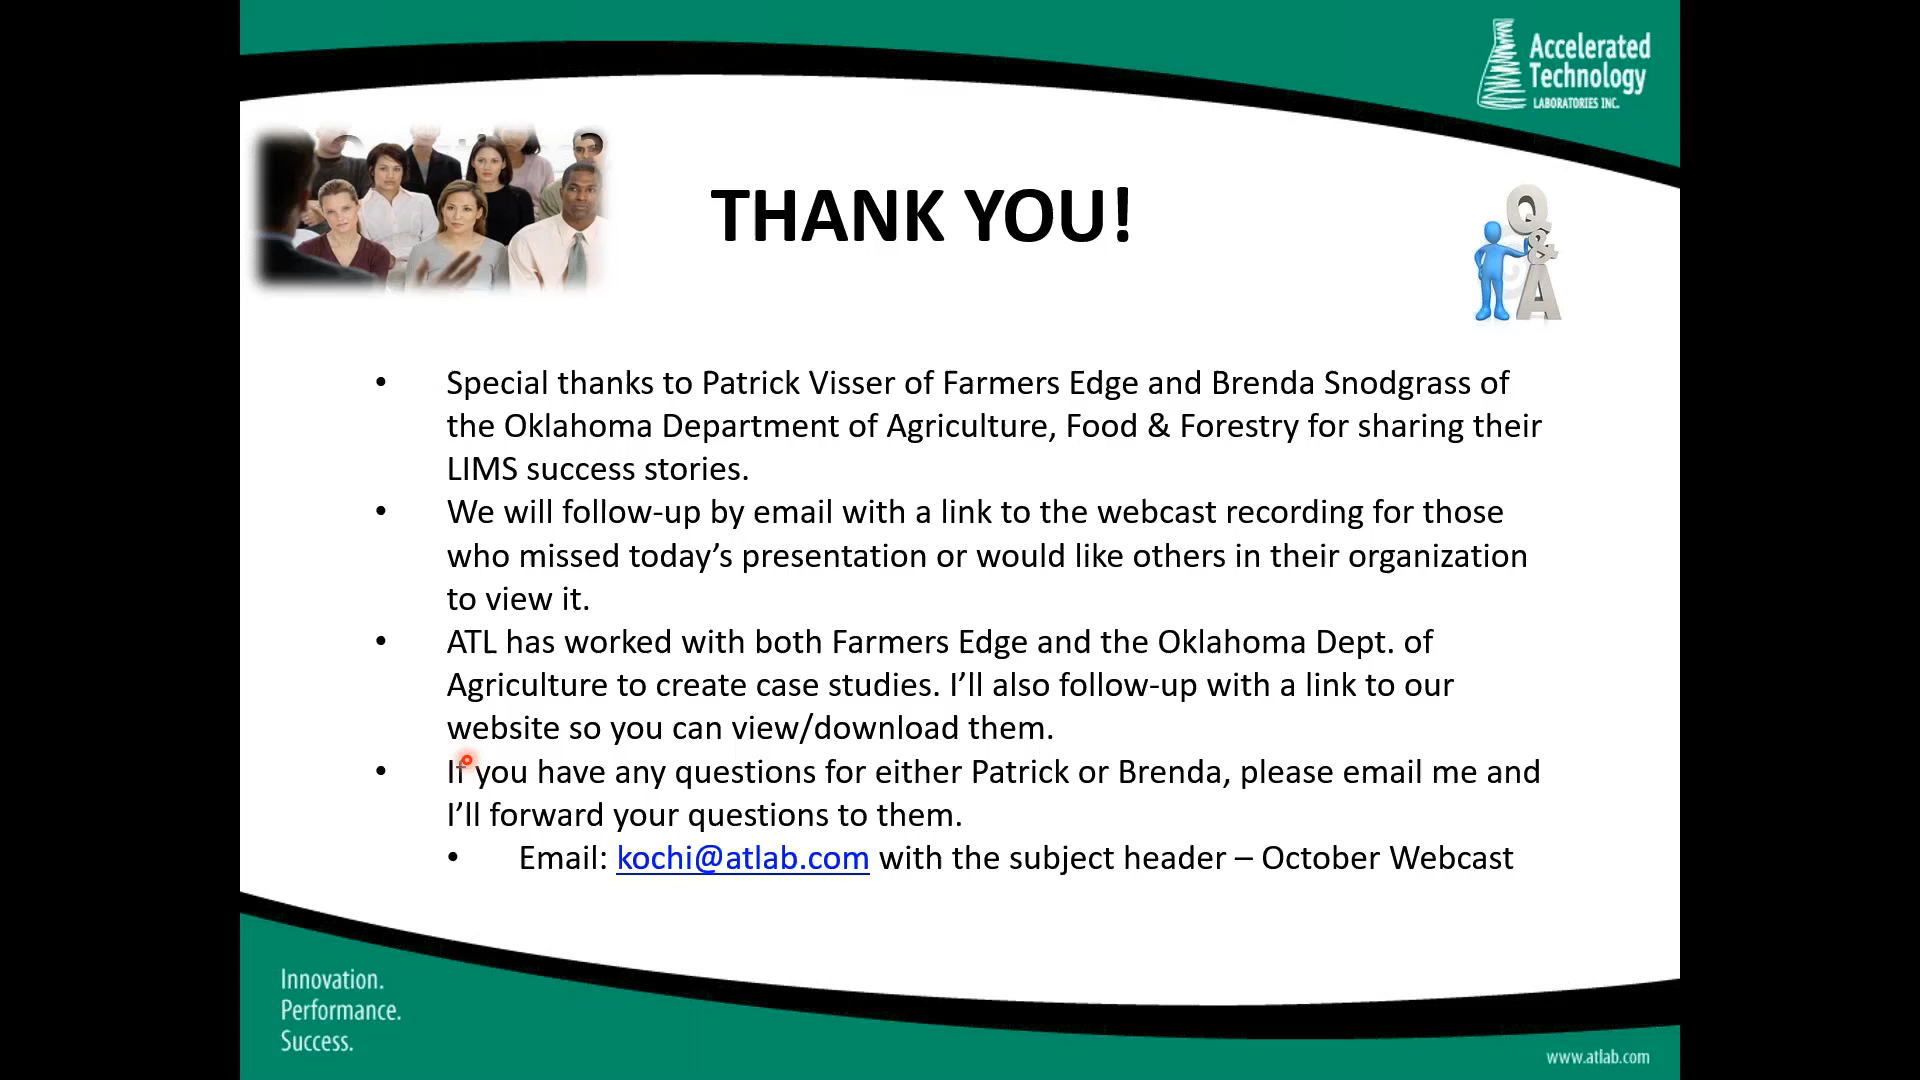 Accelerated
Technology
LABORATORIES INC.
THANK YOU!
Q
&
A
• Special thanks to Patrick Visser of Farmers Edge and Brenda Snodgrass of
the Oklahoma Department of Agriculture, Food & Forestry for sharing their
LIMS success stories.
• We will follow-up by email with a link to the webcast recording for those
who missed today’s presentation or would like others in their organization
to view it.
• ATL has worked with both Farmers Edge and the Oklahoma Dept. of
Agriculture to create case studies. I’ll also follow-up with a link to our
website so you can view/download them.
• If you have any questions for either Patrick or Brenda, please email me and
I’ll forward your questions to them.
• Email: kochi@atlab.com with the subject header – October Webcast
Innovation.
Performance.
Success.
www.atlab.com